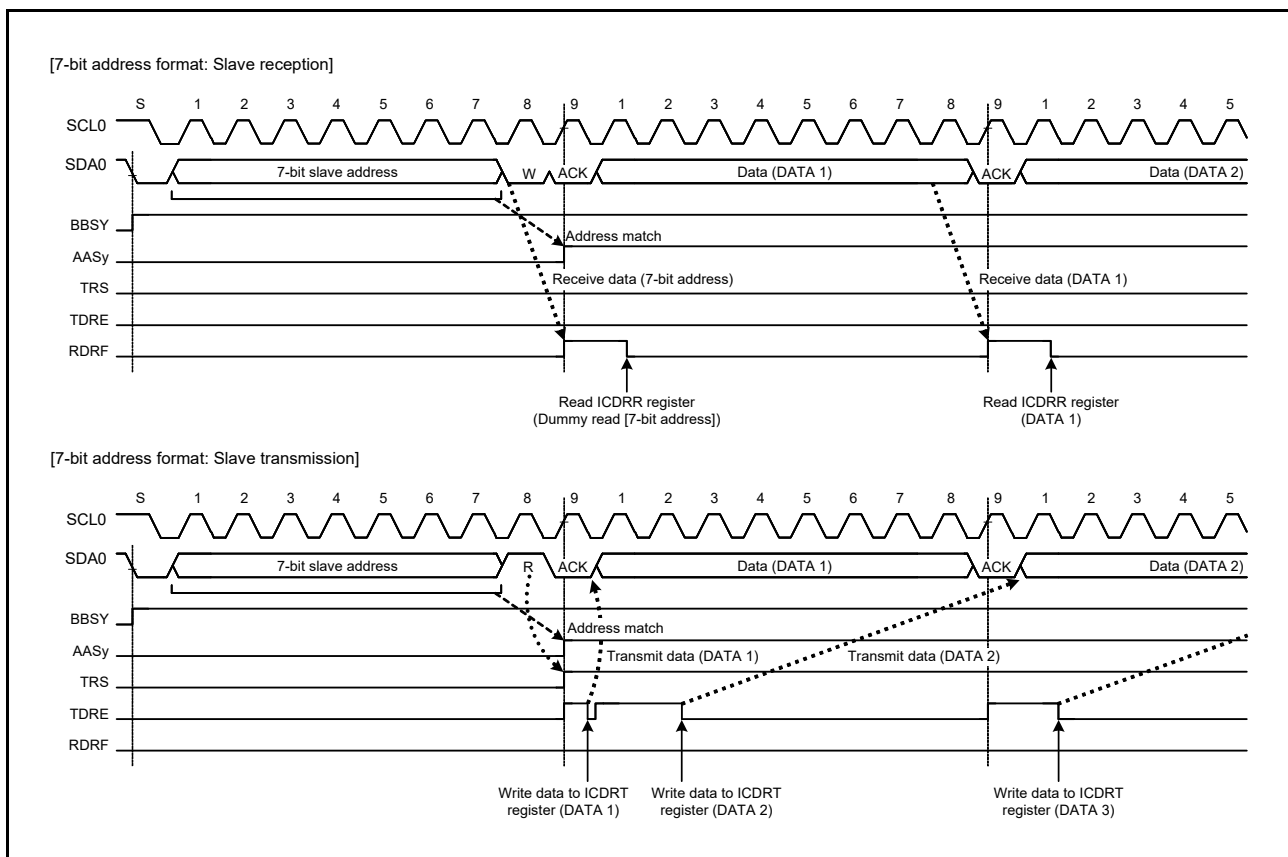 [7-bit address format: Slave reception]
S 1 2 3 4 5 6 7 8 9 1 2 3 4 5 6 7 8 9 1 2 3 4 5
SCL0
SDA0 7-bit slave address W ACK Data (DATA 1) ACK Data (DATA 2)
BBSY
Address match
AASy
TRS Receive data (7-bit address) Receive data (DATA 1)
TDRE
RDRF
Read ICDRR register Read ICDRR register
(Dummy read [7-bit address]) (DATA 1)
[7-bit address format: Slave transmission]
S 1 2 3 4 5 6 7 8 9 1 2 3 4 5 6 7 8 9 1 2 3 4 5
SCL0
SDA0 7-bit slave address R ACK Data (DATA 1) ACK Data (DATA 2)
BBSY
Address match
AASy Transmit data (DATA 1) Transmit data (DATA 2)
TRS
TDRE
RDRF
Write data to ICDRT Write data to ICDRT Write data to ICDRT
register (DATA 1) register (DATA 2) register (DATA 3)